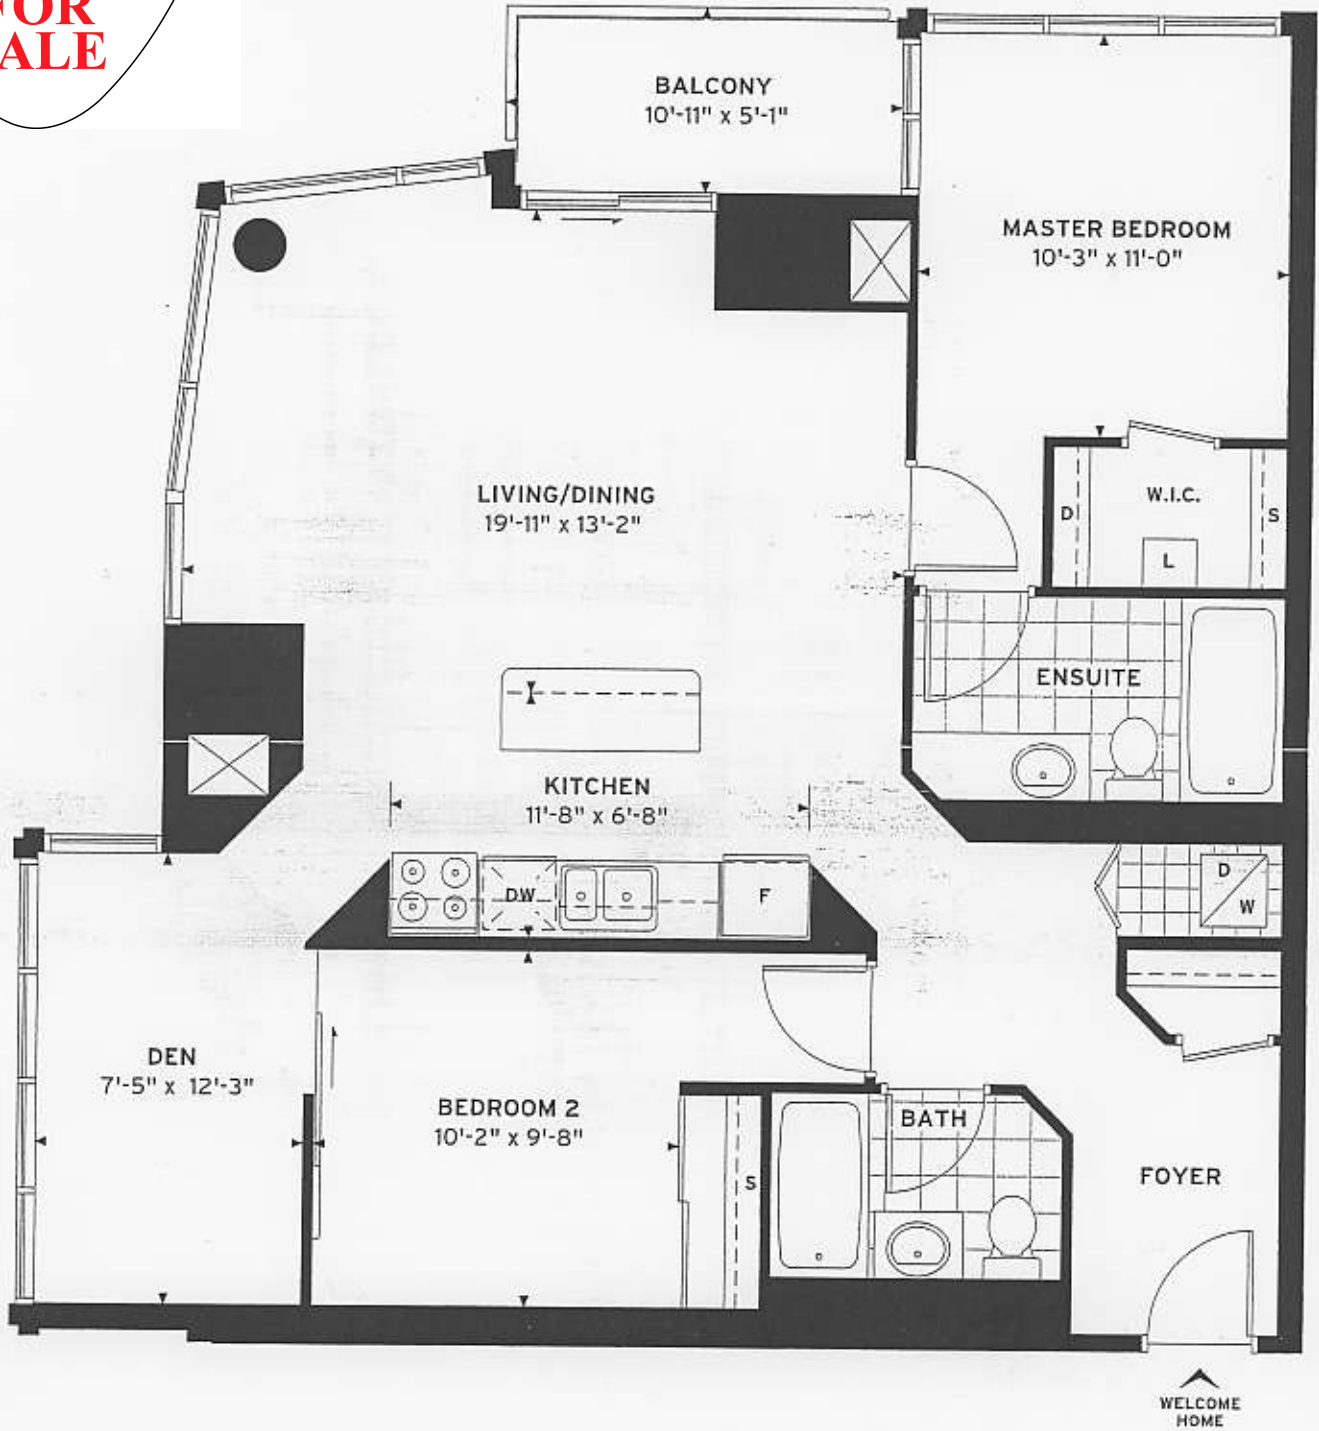 FOR
SALE
BALCONY
10'-11" x 5'-1"
MASTER BEDROOM
10'-3" x 11'-0"
LIVING/DINING
19'-11" x 13'-2"
W.I.C.
D
S
L
ENSUITE
KITCHEN
11'-8" x 6'-8"
DW
F
D
W
DEN
7'-5" x 12'-3"
BEDROOM 2
10'-2" x 9'-8"
S
BATH
FOYER
WELCOME
HOME